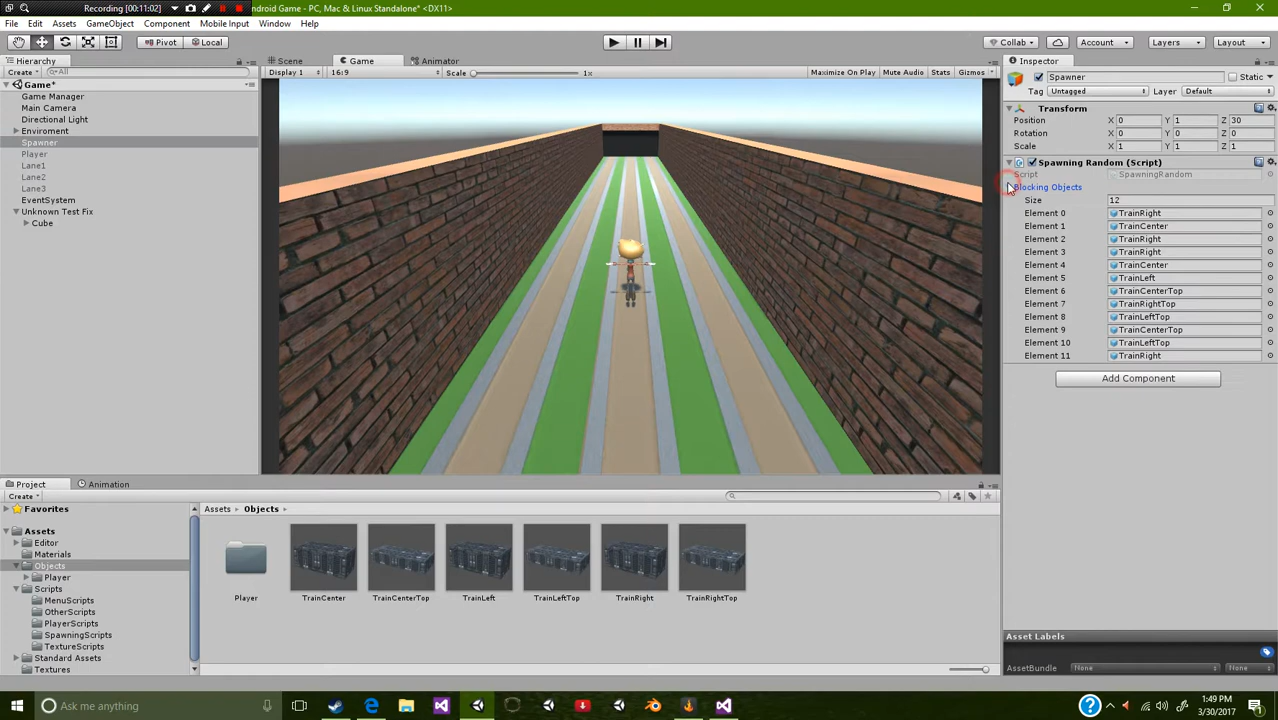 Recording [00:11:02] ndroid Game - PC, Mac & Linux Standalone* <DX11>
File Edit Assets GameObject Component Mobile Input Window Help
Pivot Local Collab Account Layers Layout
Hierarchy Scene Game Animator Inspector
Create All Display 1 16:9 Scale 1x Maximize On Play Mute Audio Stats Gizmos Spawner Static
Game*
Tag Untagged Layer Default
Game Manager
Main Camera
Directional Light
Enviroment
Spawner
Player
Lane1
Lane2
Lane3
EventSystem
Unknown Test Fix
Cube
Transform
Position X 0 Y 1 Z 30
Rotation X 0 Y 0 Z 0
Scale X 1 Y 1 Z 1
Spawning Random (Script)
Script SpawningRandom
Blocking Objects
Size 12
Element 0 TrainRight
Element 1 TrainCenter
Element 2 TrainRight
Element 3 TrainRight
Element 4 TrainCenter
Element 5 TrainLeft
Element 6 TrainCenterTop
Element 7 TrainRightTop
Element 8 TrainLeftTop
Element 9 TrainCenterTop
Element 10 TrainLeftTop
Element 11 TrainRight
Add Component
Project Animation
Create
Favorites
Assets
Editor
Materials
Objects
Player
Scripts
MenuScripts
OtherScripts
PlayerScripts
SpawningScripts
TextureScripts
Standard Assets
Textures
Assets Objects
Player TrainCenter TrainCenterTop TrainLeft TrainLeftTop TrainRight TrainRightTop
Asset Labels
AssetBundle None None
Ask me anything
1:49 PM
3/30/2017